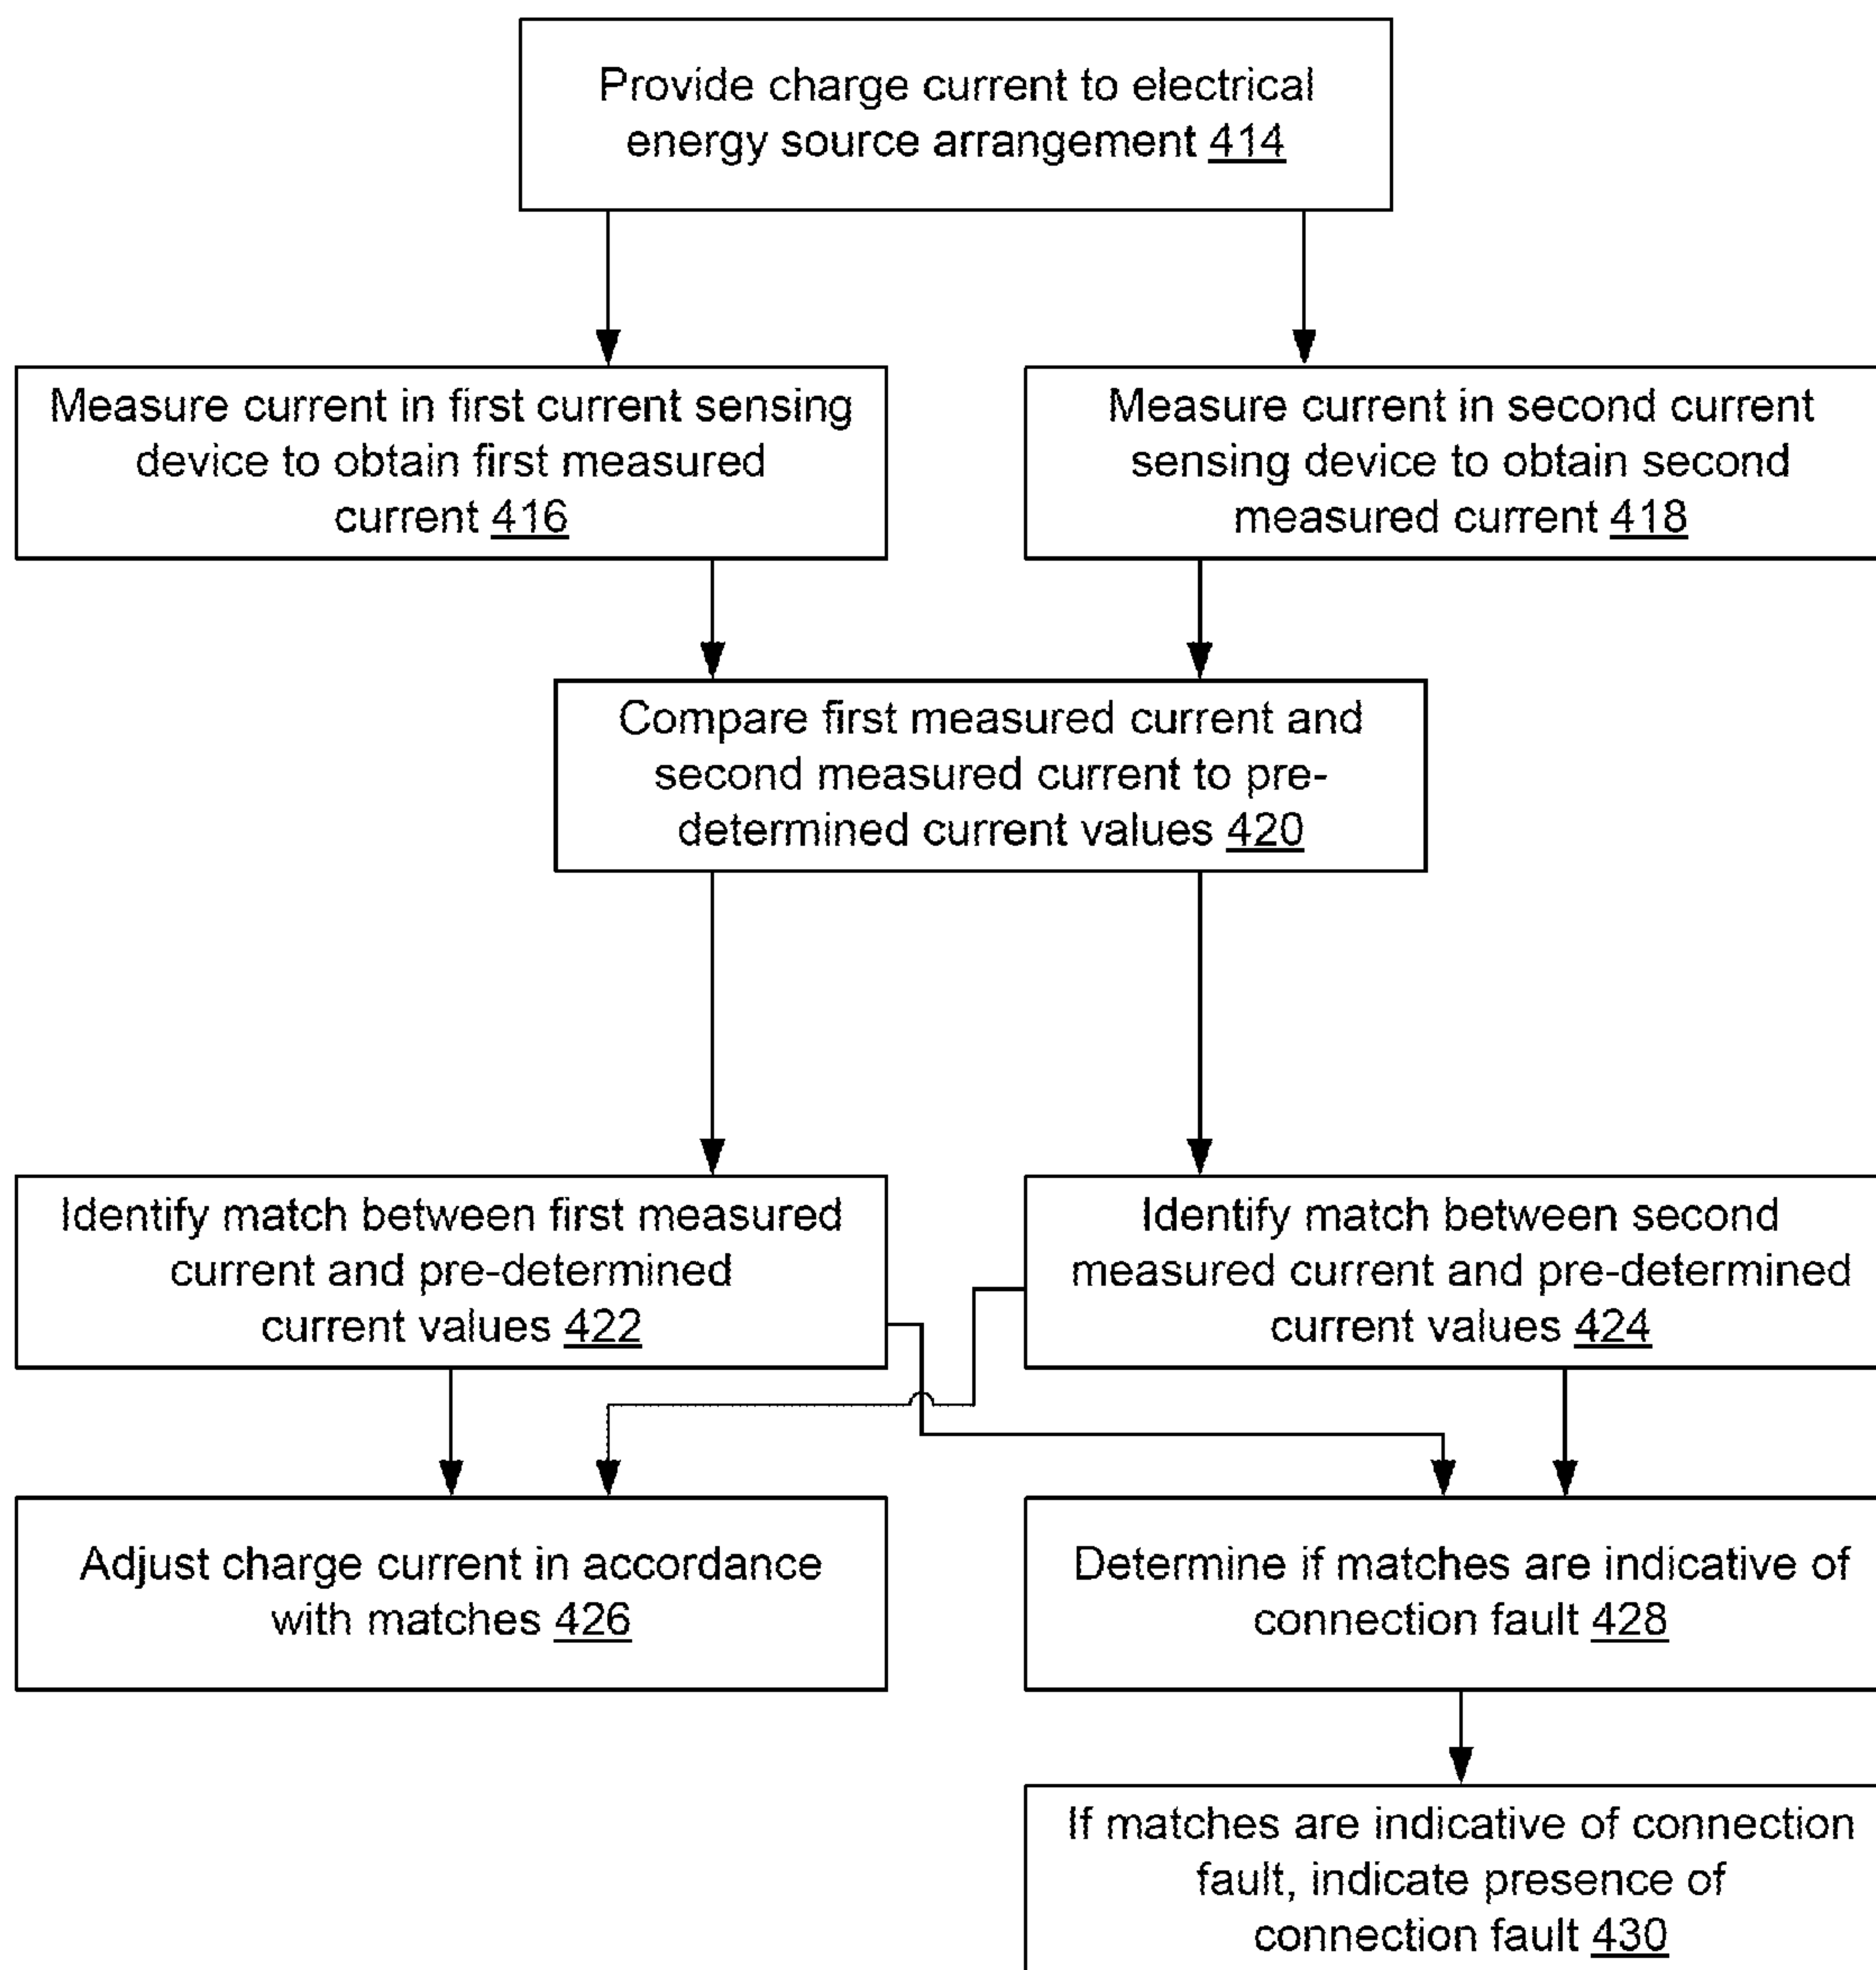 Provide charge current to electrical
energy source arrangement 414
Measure current in first current sensing
device to obtain first measured
current 416
Measure current in second current
sensing device to obtain second
measured current 418
Compare first measured current and
second measured current to pre-
determined current values 420
Identify match between first measured
current and pre-determined
current values 422
Identify match between second
measured current and pre-determined
current values 424
Adjust charge current in accordance
with matches 426
Determine if matches are indicative of
connection fault 428
If matches are indicative of connection
fault, indicate presence of
connection fault 430